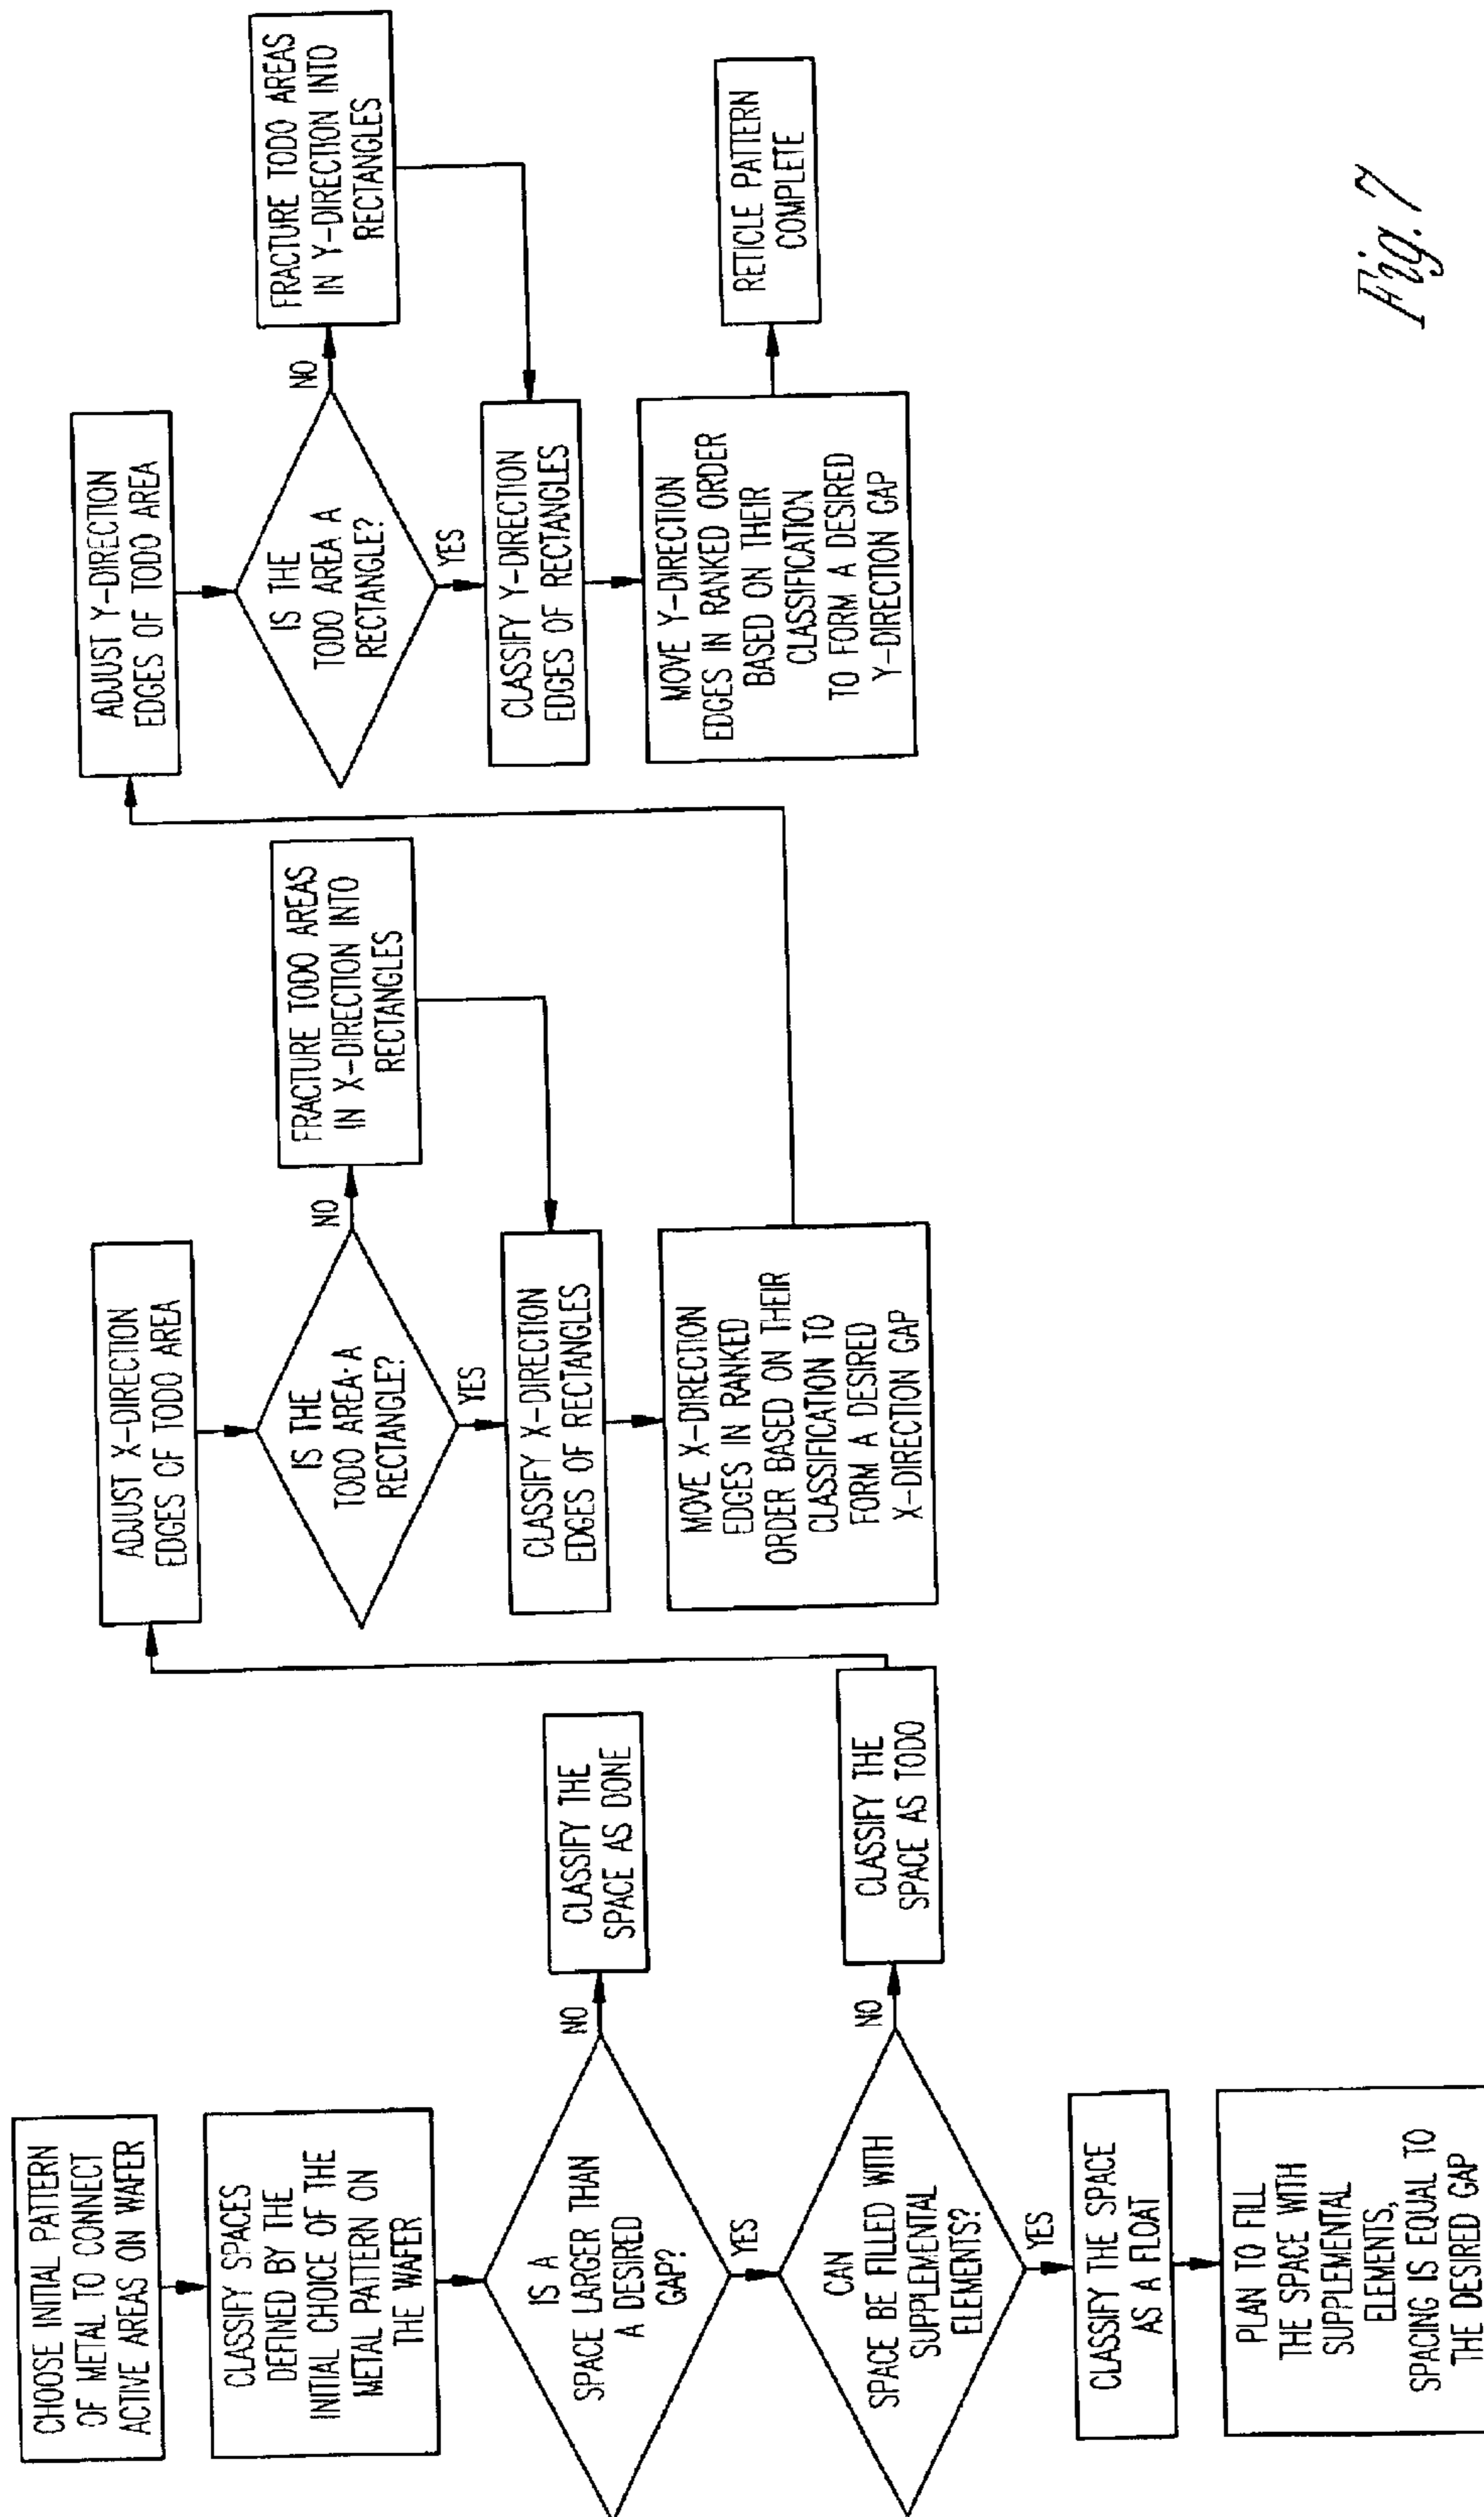 CHOOSE INITIAL PATTERN
OF METAL TO CONNECT
ACTIVE AREAS ON WAFER
CLASSIFY SPACES
DEFINED BY THE
INITIAL CHOICE OF THE
METAL PATTERN ON
THE WAFER
IS A
SPACE LARGER THAN
A DESIRED
GAP?
NO
CLASSIFY THE
SPACE AS DONE
YES
CAN
SPACE BE FILLED WITH
SUPPLEMENTAL
ELEMENTS?
NO
CLASSIFY THE
SPACE AS TODO
YES
CLASSIFY THE SPACE
AS A FLOAT
PLAN TO FILL
THE SPACE WITH
SUPPLEMENTAL
ELEMENTS,
SPACING IS EQUAL TO
THE DESIRED GAP
ADJUST X-DIRECTION
EDGES OF TODO AREA
IS THE
TODO AREA A
RECTANGLE?
NO
FRACTURE TODO AREAS
IN X-DIRECTION INTO
RECTANGLES
YES
CLASSIFY X-DIRECTION
EDGES OF RECTANGLES
MOVE X-DIRECTION
EDGES IN RANKED
ORDER BASED ON THEIR
CLASSIFICATION TO
FORM A DESIRED
X-DIRECTION GAP
ADJUST Y-DIRECTION
EDGES OF TODO AREA
IS THE
TODO AREA A
RECTANGLE?
NO
FRACTURE TODO AREAS
IN Y-DIRECTION INTO
RECTANGLES
YES
CLASSIFY Y-DIRECTION
EDGES OF RECTANGLES
MOVE Y-DIRECTION
EDGES IN RANKED ORDER
BASED ON THEIR
CLASSIFICATION
TO FORM A DESIRED
Y-DIRECTION GAP
RETICLE PATTERN
COMPLETE
Fig. 7